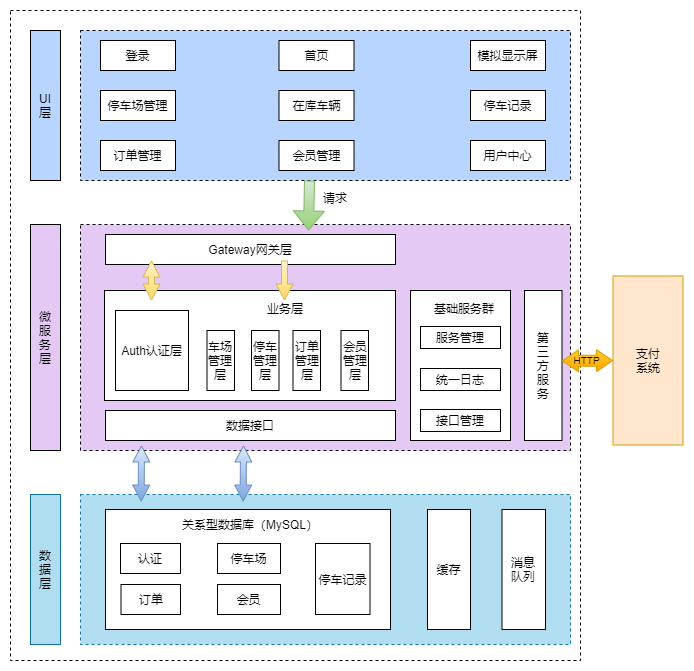 UI
层
登录
首页
模拟显示屏
停车场管理
在库车辆
停车记录
订单管理
会员管理
用户中心
请求
微
服
务
层
Gateway网关层
业务层
Auth认证层
车场
管理
层
停车
管理
层
订单
管理
层
会员
管理
层
数据接口
基础服务群
服务管理
统一日志
接口管理
第
三
方
服
务
HTTP
支付
系统
数
据
层
关系型数据库（MySQL）
认证
停车场
订单
会员
停车记录
缓存
消息
队列